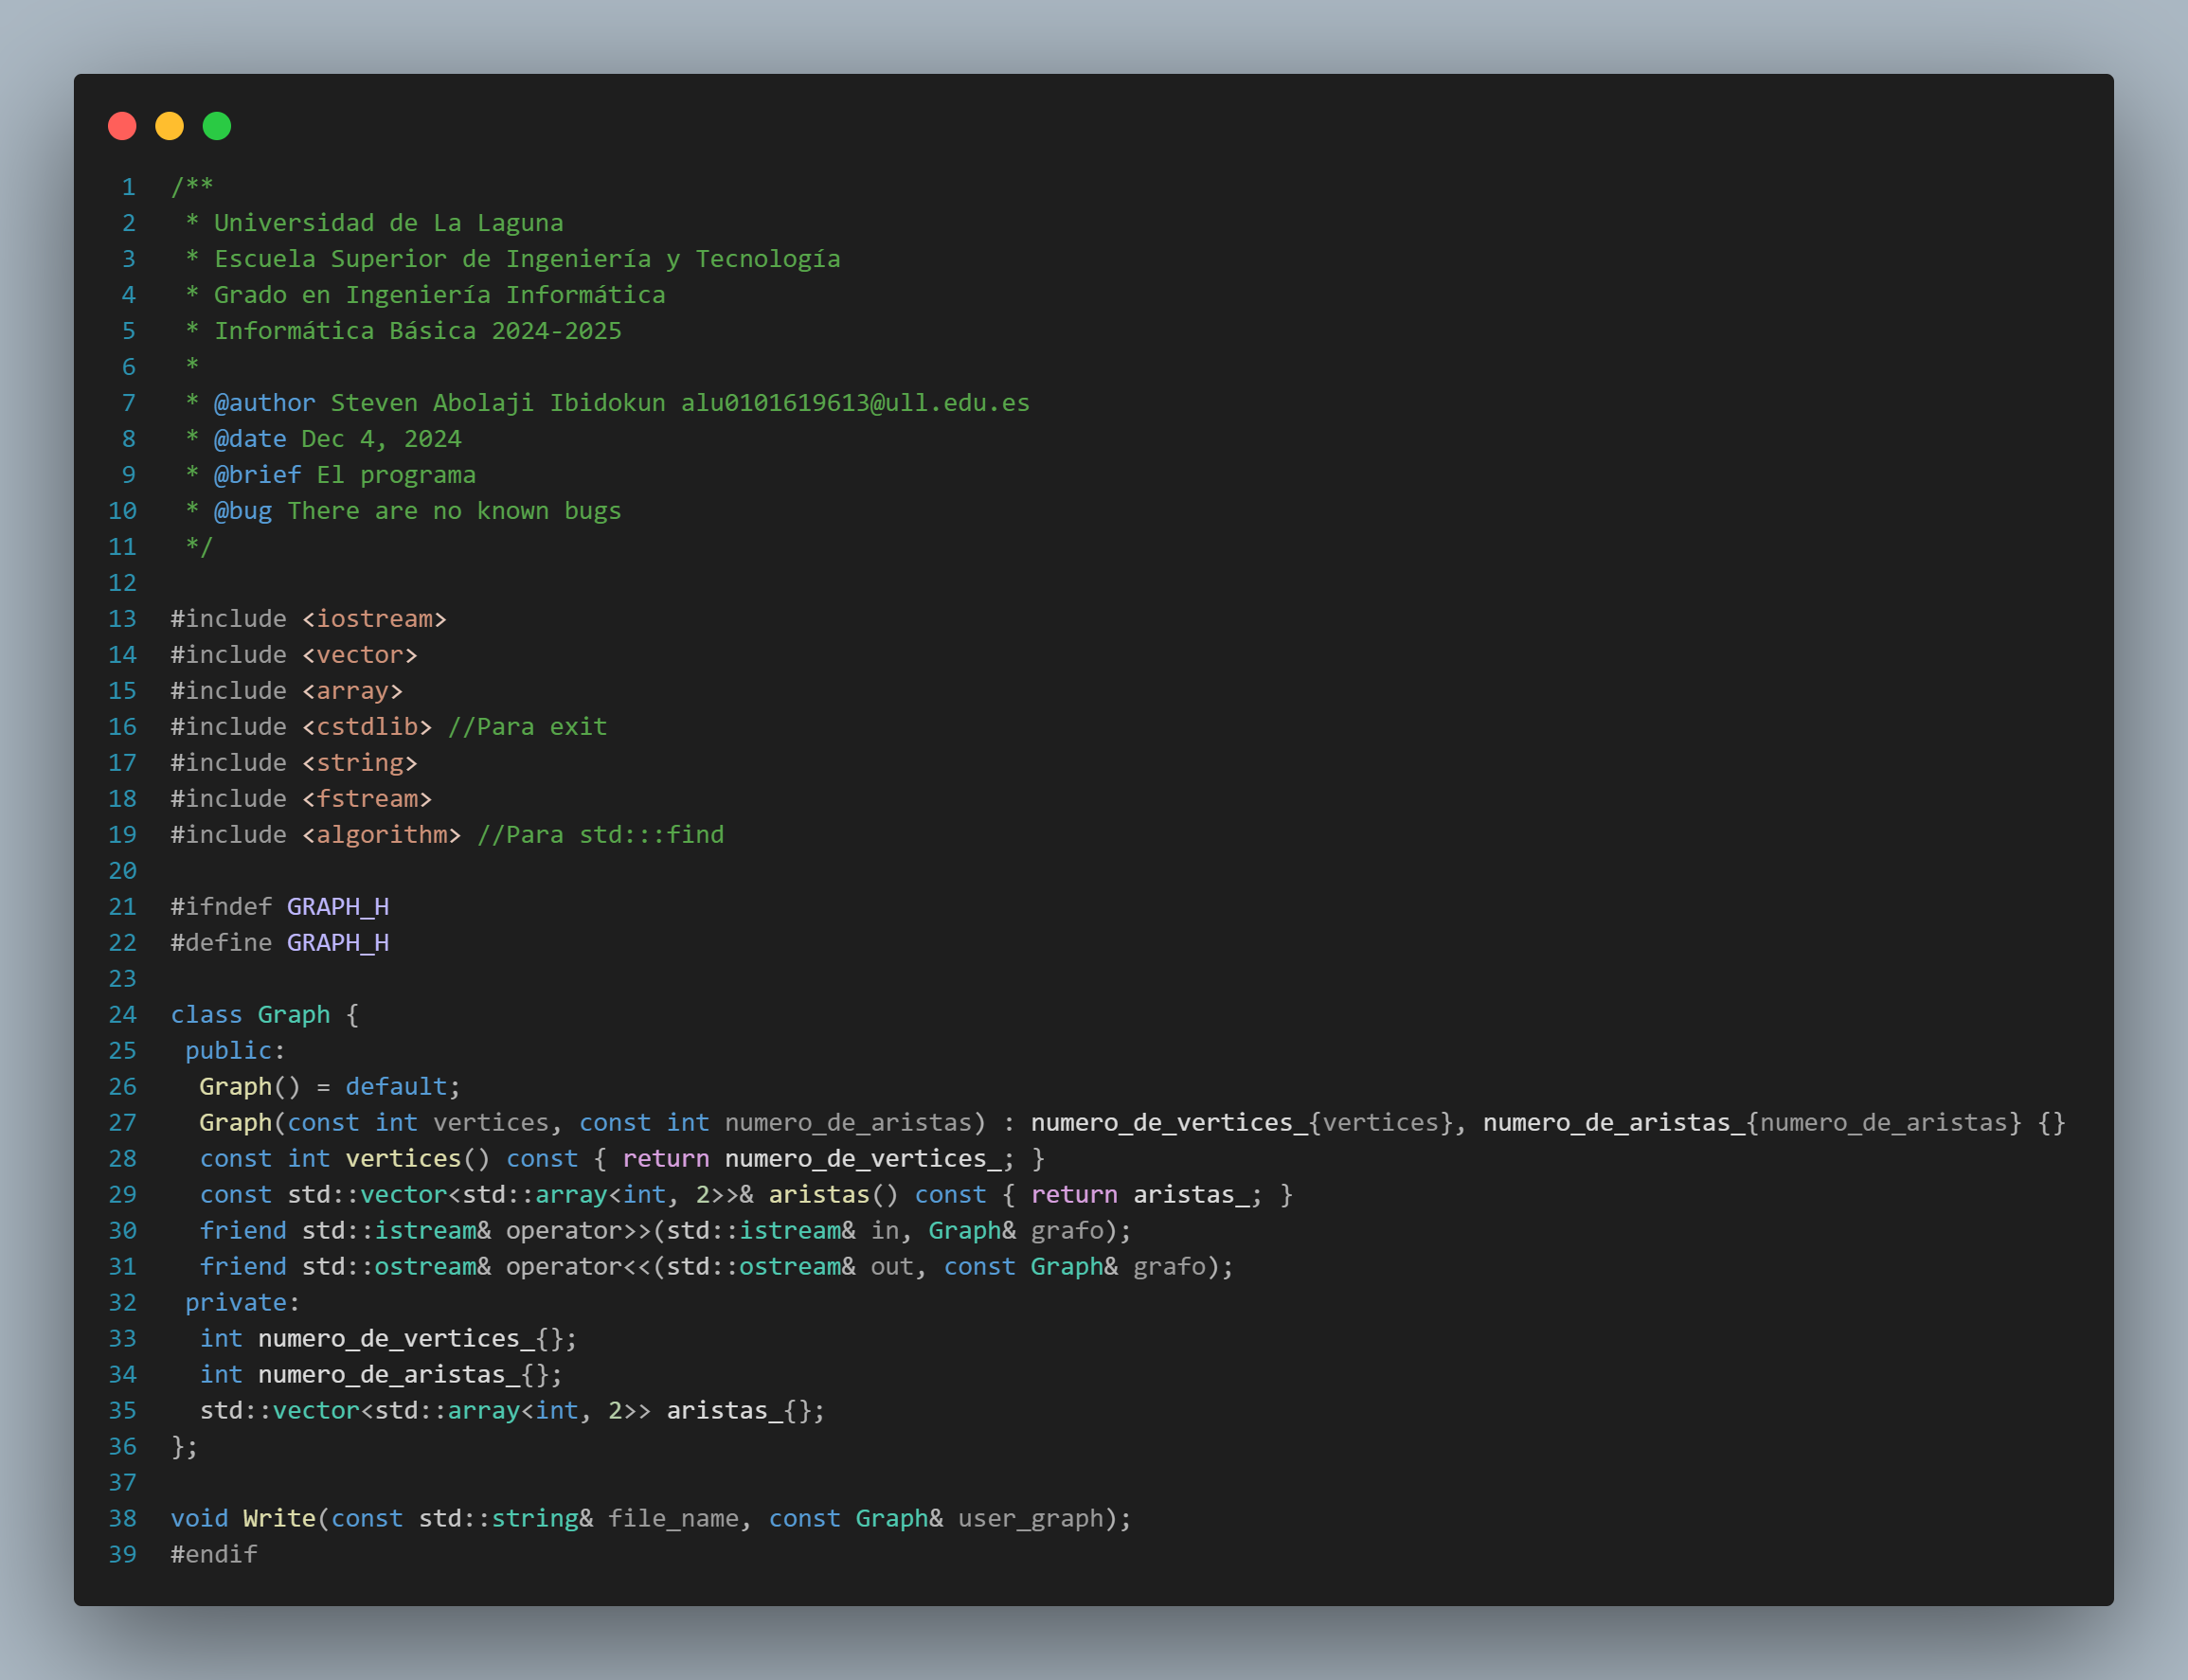 1 /**
2  * Universidad de La Laguna
3  * Escuela Superior de Ingeniería y Tecnología
4  * Grado en Ingeniería Informática
5  * Informática Básica 2024-2025
6  *
7  * @author Steven Abolaji Ibidokun alu0101619613@ull.edu.es
8  * @date Dec 4, 2024
9  * @brief El programa
10  * @bug There are no known bugs
11  */
12
13 #include <iostream>
14 #include <vector>
15 #include <array>
16 #include <cstdlib> //Para exit
17 #include <string>
18 #include <fstream>
19 #include <algorithm> //Para std:::find
20
21 #ifndef GRAPH_H
22 #define GRAPH_H
23
24 class Graph {
25  public:
26   Graph() = default;
27   Graph(const int vertices, const int numero_de_aristas) : numero_de_vertices_{vertices}, numero_de_aristas_{numero_de_aristas} {}
28   const int vertices() const { return numero_de_vertices_; }
29   const std::vector<std::array<int, 2>>& aristas() const { return aristas_; }
30   friend std::istream& operator>>(std::istream& in, Graph& grafo);
31   friend std::ostream& operator<<(std::ostream& out, const Graph& grafo);
32  private:
33   int numero_de_vertices_{};
34   int numero_de_aristas_{};
35   std::vector<std::array<int, 2>> aristas_{};
36 };
37
38 void Write(const std::string& file_name, const Graph& user_graph);
39 #endif